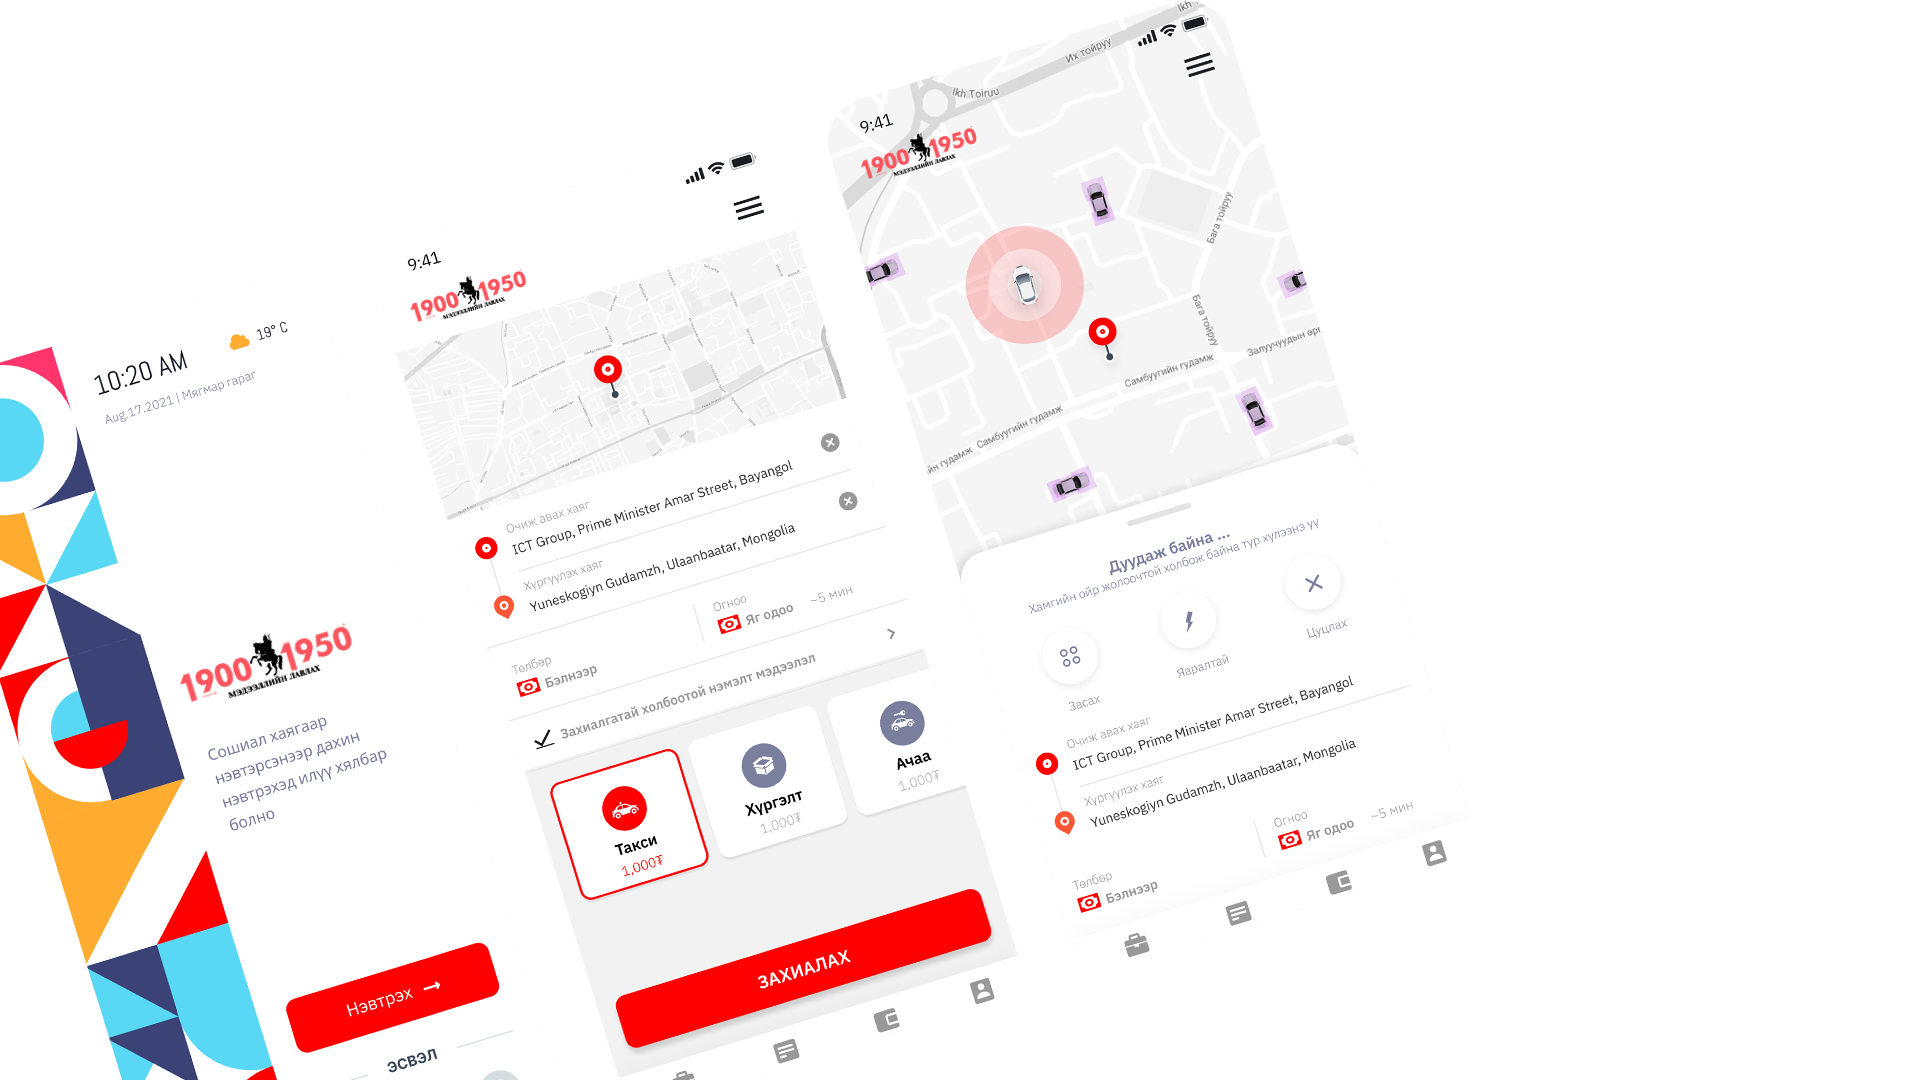 10:20 AM
19° C
Aug.17.2021 | Мягмар гараг
1900 1950
МЭДЭЭЛЛИЙН ЛАВЛАХ
Сошиал хаягаар
нэвтэрсэнээр дахин
нэвтрэхэд илүү хялбар
болно
Нэвтрэх →
эсвэл
9:41
1900 1950
МЭДЭЭЛЛИЙН ЛАВЛАХ
Очиж авах хаяг
ICT Group, Prime Minister Amar Street, Bayangol
Хүргүүлэх хаяг
Yuneskogiyn Gudamzh, Ulaanbaatar, Mongolia
Төлбөр
Бэлнээр
Огноо
Яг одоо ~5 мин
Захиалгатай холбоотой нэмэлт мэдээлэл
Такси
1,000₮
Хүргэлт
1,000₮
Ачаа
1,000₮
ЗАХИАЛАХ
9:41
1900 1950
МЭДЭЭЛЛИЙН ЛАВЛАХ
Ikh
Их тойруу
Ikh Toiruu
Бага тойруу
Бага тойруу
Залуучуудын өрг
Самбуугийн гудамж
Самбуугийн гудамж
йн гудамж
Дуудаж байна ...
Хамгийн ойр жолоочтой холбож байна түр хүлээнэ үү
Засах
Яаралтай
Цуцлах
Очиж авах хаяг
ICT Group, Prime Minister Amar Street, Bayangol
Хүргүүлэх хаяг
Yuneskogiyn Gudamzh, Ulaanbaatar, Mongolia
Төлбөр
Бэлнээр
Огноо
Яг одоо ~5 мин